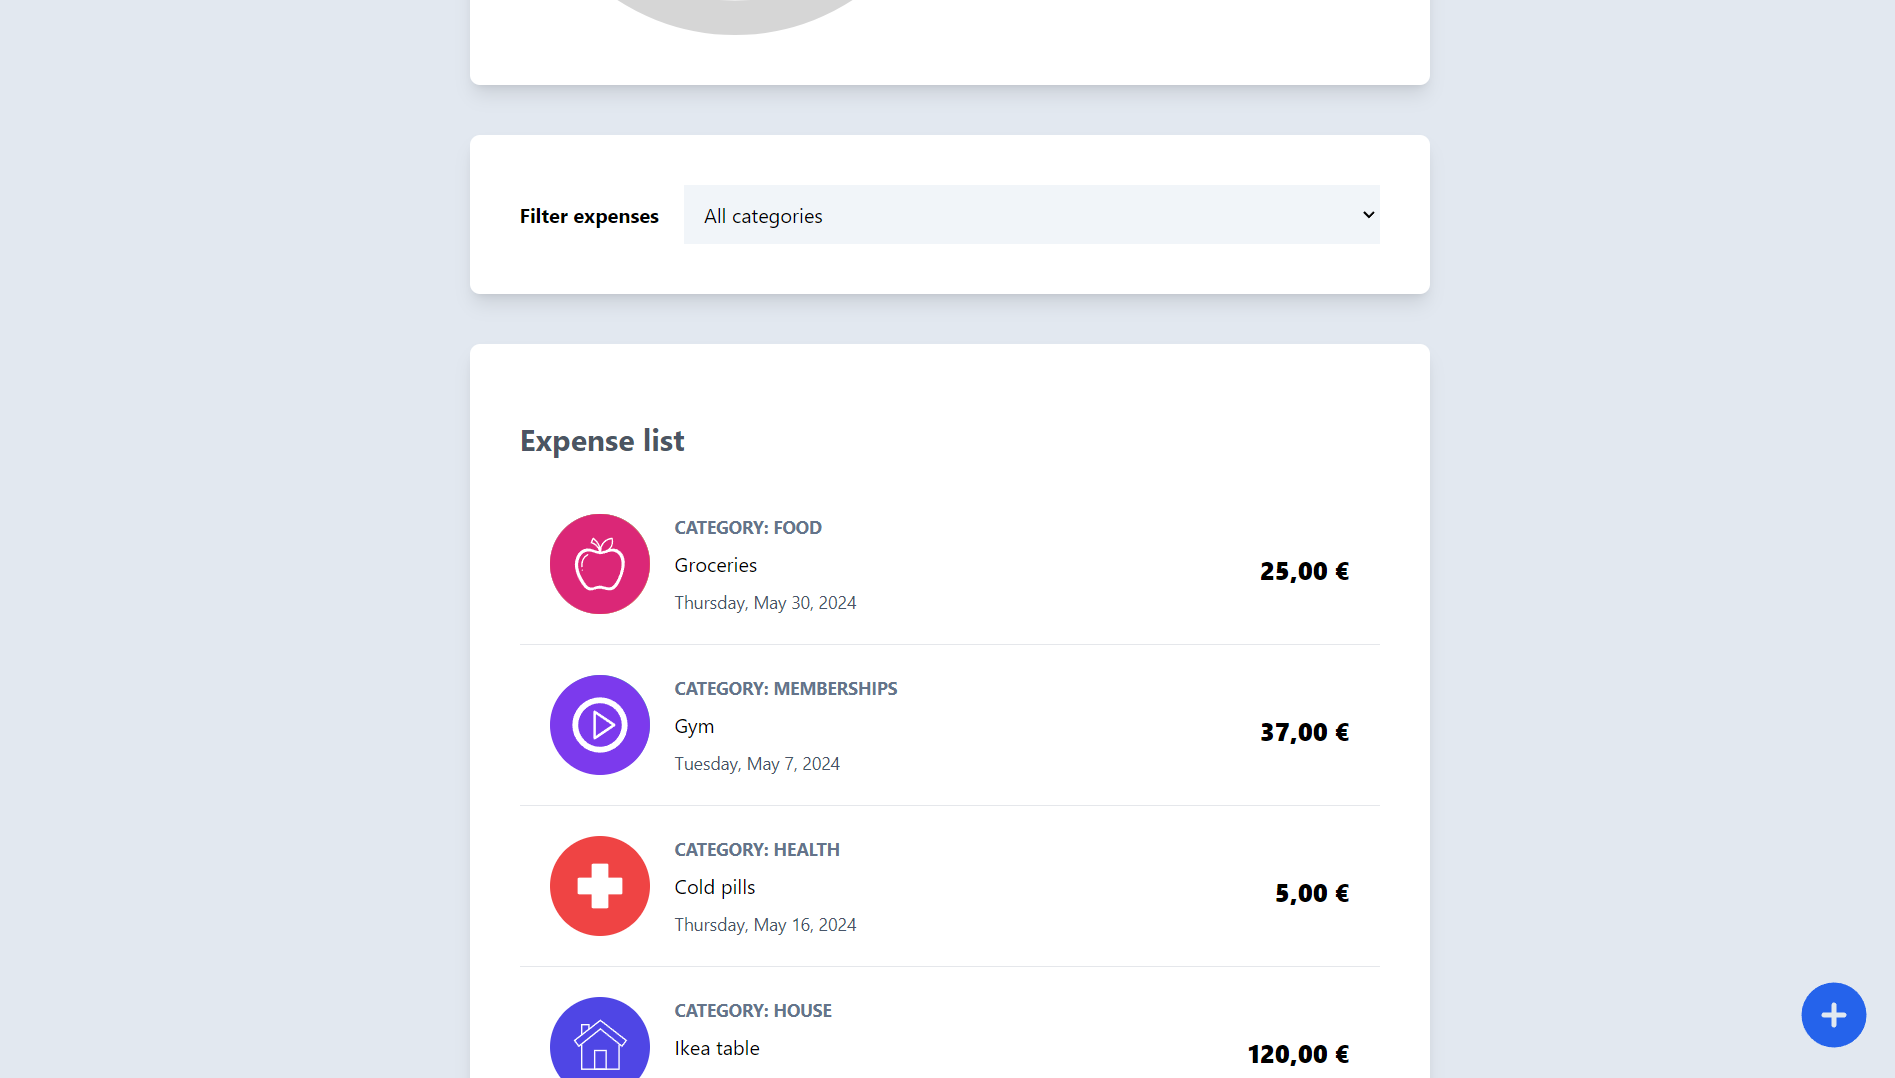 Filter expenses
All categories
Expense list
CATEGORY: FOOD
Groceries
25,00 €
Thursday, May 30, 2024
CATEGORY: MEMBERSHIPS
Gym
37,00 €
Tuesday, May 7, 2024
CATEGORY: HEALTH
Cold pills
5,00 €
Thursday, May 16, 2024
CATEGORY: HOUSE
Ikea table
120,00 €